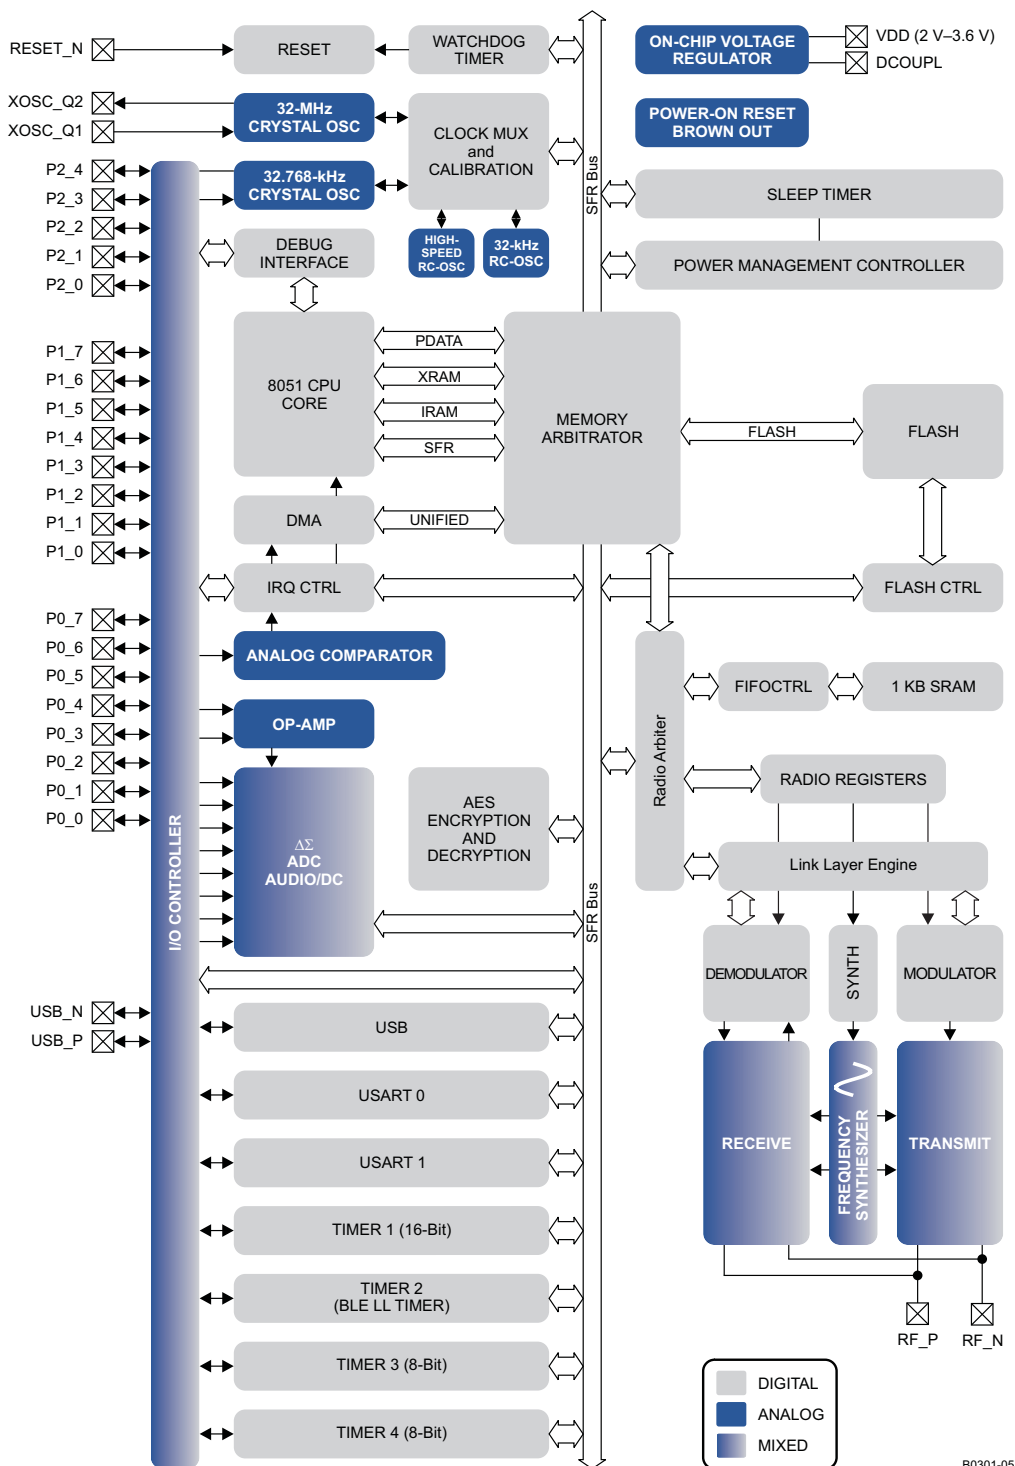 RESET_N
RESET
WATCHDOG
TIMER
ON-CHIP VOLTAGE
REGULATOR
VDD (2 V–3.6 V)
DCOUPL
XOSC_Q2
XOSC_Q1
32-MHz
CRYSTAL OSC
CLOCK MUX
and
CALIBRATION
POWER-ON RESET
BROWN OUT
SFR Bus
P2_4
P2_3
P2_2
P2_1
P2_0
32.768-kHz
CRYSTAL OSC
SLEEP TIMER
DEBUG
INTERFACE
HIGH-
SPEED
RC-OSC
32-kHz
RC-OSC
POWER MANAGEMENT CONTROLLER
P1_7
P1_6
P1_5
P1_4
P1_3
P1_2
P1_1
P1_0
8051 CPU
CORE
PDATA
XRAM
IRAM
SFR
MEMORY
ARBITRATOR
FLASH
FLASH
DMA
UNIFIED
IRQ CTRL
FLASH CTRL
P0_7
P0_6
P0_5
P0_4
P0_3
P0_2
P0_1
P0_0
ANALOG COMPARATOR
OP-AMP
Radio Arbiter
FIFOCTRL
1 KB SRAM
RADIO REGISTERS
ΔΣ
ADC
AUDIO/DC
AES
ENCRYPTION
AND
DECRYPTION
Link Layer Engine
I/O CONTROLLER
SFR Bus
DEMODULATOR
SYNTH
MODULATOR
USB_N
USB_P
USB
USART 0
USART 1
RECEIVE
FREQUENCY
SYNTHESIZER
TRANSMIT
TIMER 1 (16-Bit)
TIMER 2
(BLE LL TIMER)
TIMER 3 (8-Bit)
TIMER 4 (8-Bit)
RF_P
RF_N
DIGITAL
ANALOG
MIXED
B0301-05